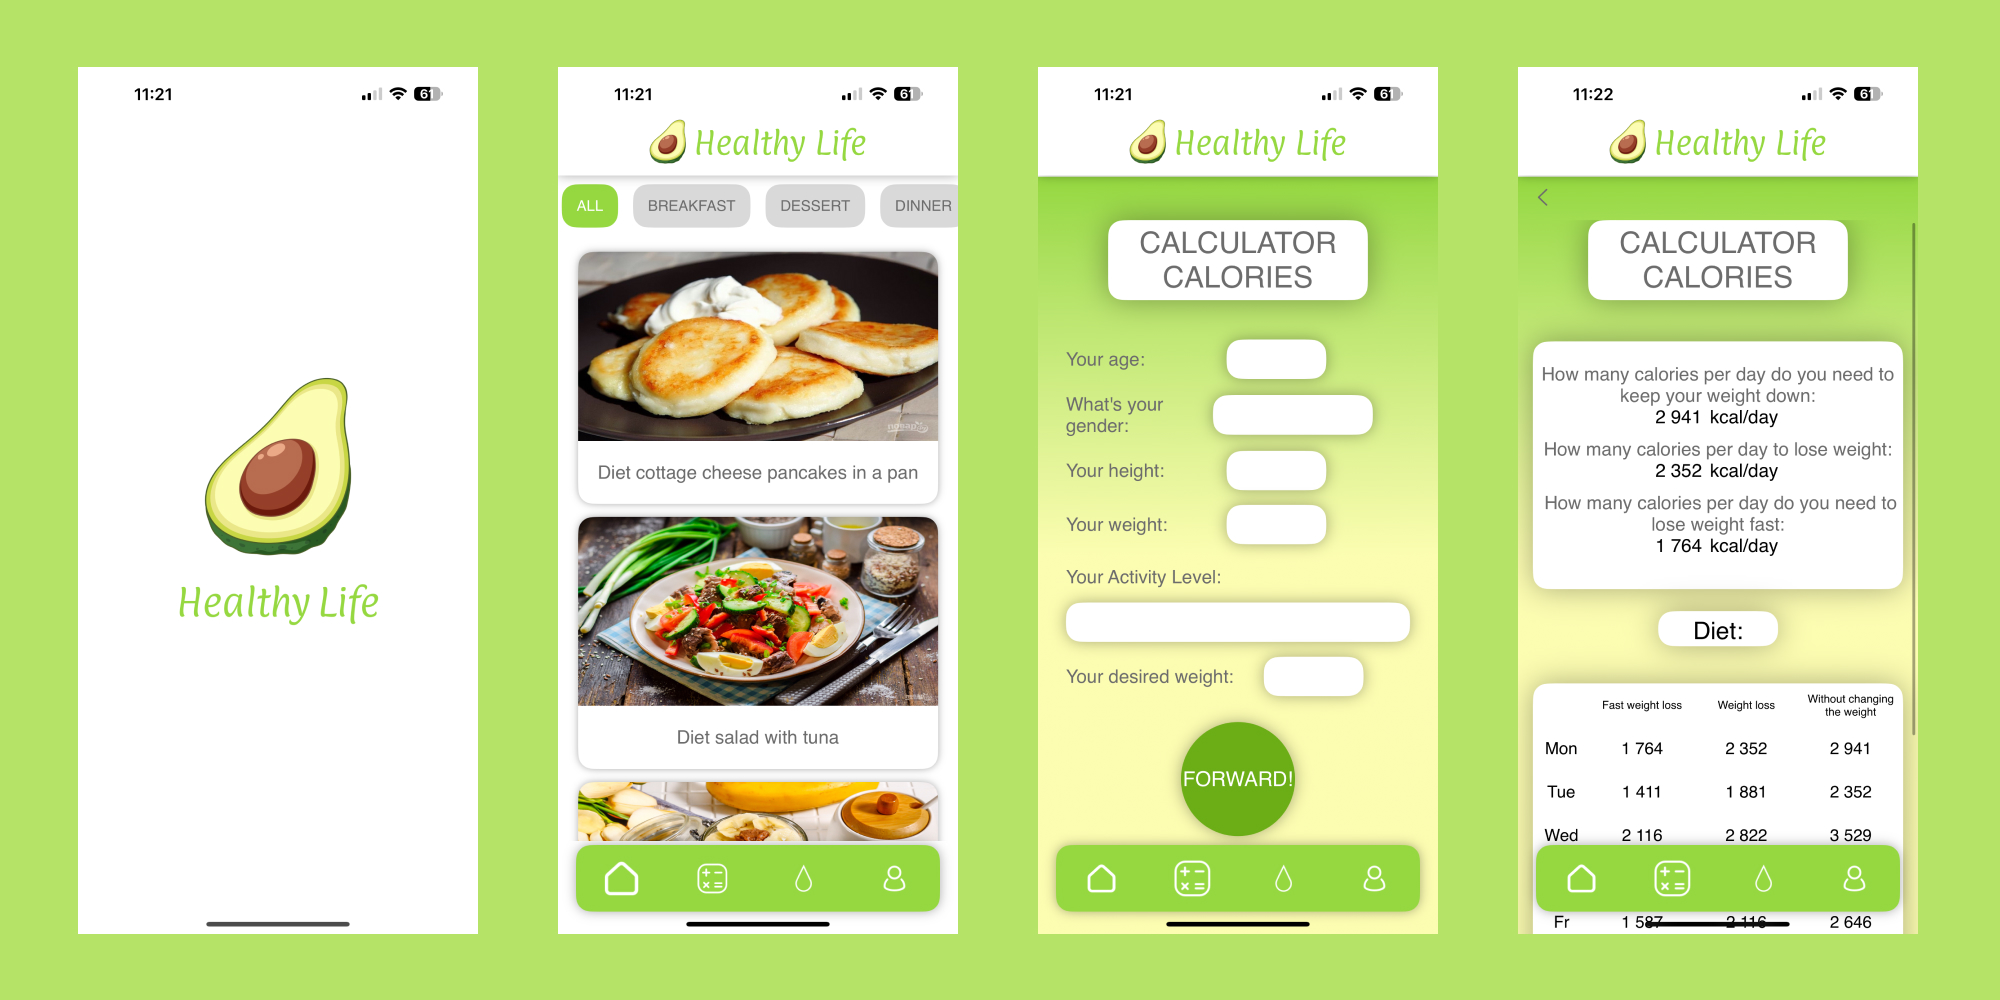 11:21
61
Healthy Life
11:21
61
Healthy Life
ALL
BREAKFAST
DESSERT
DINNER
Diet cottage cheese pancakes in a pan
Diet salad with tuna
11:21
61
Healthy Life
CALCULATOR
CALORIES
Your age:
What's your
gender:
Your height:
Your weight:
Your Activity Level:
Your desired weight:
FORWARD!
11:22
61
Healthy Life
CALCULATOR
CALORIES
How many calories per day do you need to
keep your weight down:
2 941 kcal/day
How many calories per day to lose weight:
2 352 kcal/day
How many calories per day do you need to
lose weight fast:
1 764 kcal/day
Diet:
Fast weight loss Weight loss Without changing
the weight
Mon 1 764 2 352 2 941
Tue 1 411 1 881 2 352
Wed 2 116 2 822 3 529
Fr 1 587 2 116 2 646